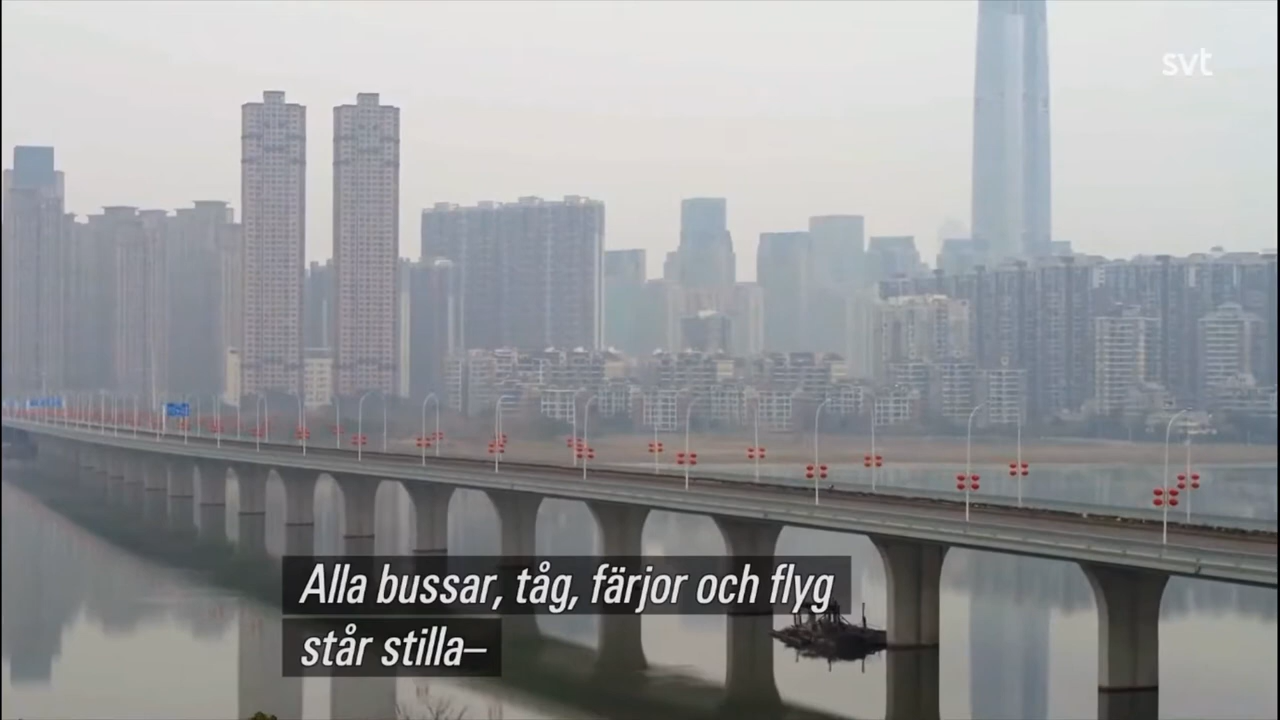 svt
Alla bussar, tåg, färjor och flyg
står stilla–